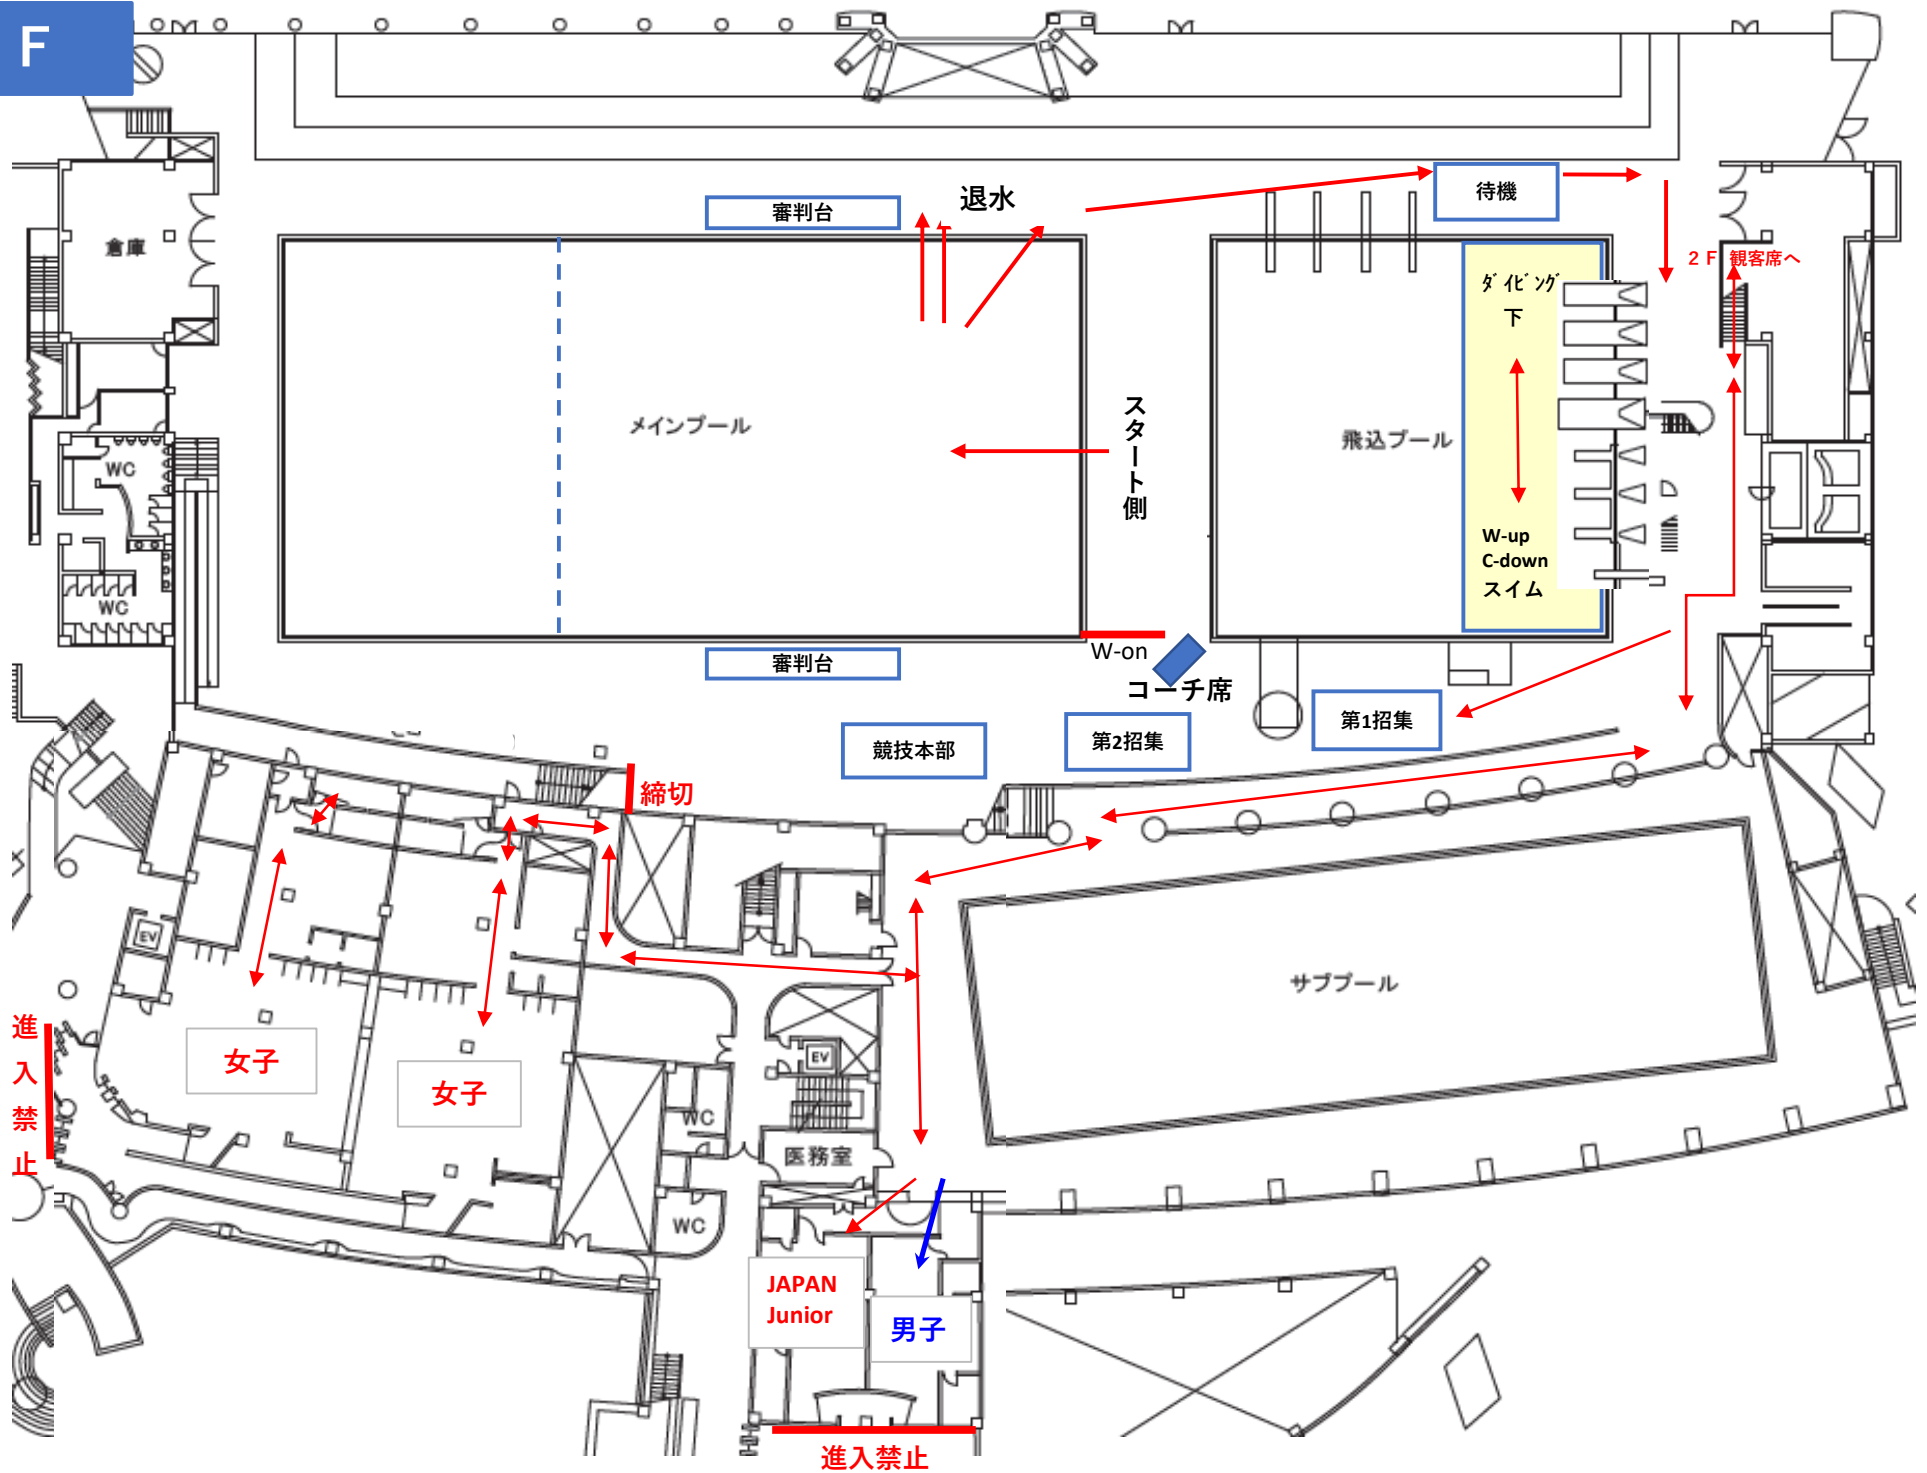 F
退水
審判台
待機
倉庫
２Ｆ 観客席へ
ﾀﾞｲﾋﾞﾝｸﾞ
下
スタート側
メインプール
飛込プール
WC
W-up
C-down
スイム
WC
W-on
審判台
コーチ席
第1招集
第2招集
競技本部
締切
EV
サブプール
進入禁止
女子
女子
EV
WC
医務室
WC
JAPAN
Junior
男子
進入禁止